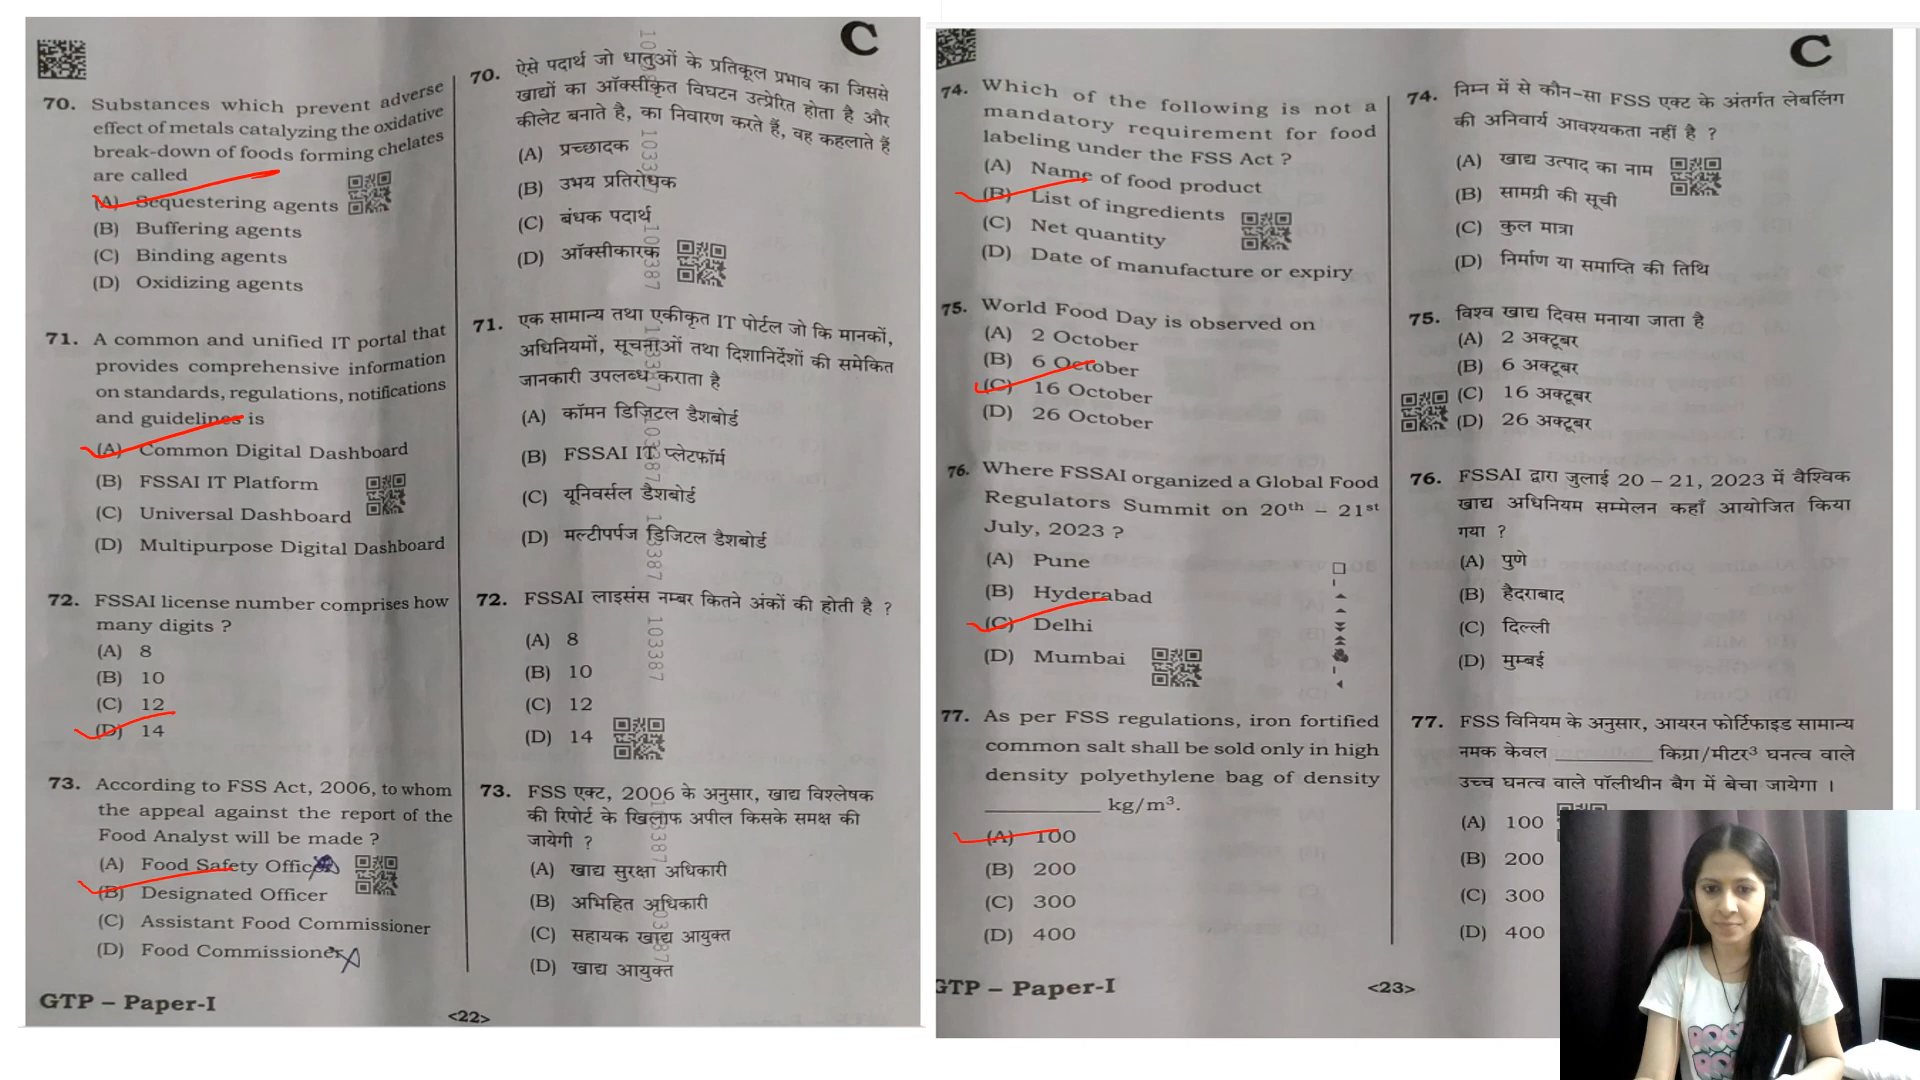 C
70. Substances which prevent adverse
effect of metals catalyzing the oxidative
break-down of foods forming chelates
are called
(A) Sequestering agents
(B) Buffering agents
(C) Binding agents
(D) Oxidizing agents
71. A common and unified IT portal that
provides comprehensive information
on standards, regulations, notifications
and guidelines is
(A) Common Digital Dashboard
(B) FSSAI IT Platform
(C) Universal Dashboard
(D) Multipurpose Digital Dashboard
72. FSSAI license number comprises how
many digits ?
(A) 8
(B) 10
(C) 12
(D) 14
73. According to FSS Act, 2006, to whom
the appeal against the report of the
Food Analyst will be made ?
(A) Food Safety Officer
(B) Designated Officer
(C) Assistant Food Commissioner
(D) Food Commissioner
70. ऐसे पदार्थ जो धातुओं के प्रतिकूल प्रभाव का जिससे
खाद्यों का ऑक्सीकृत विघटन उत्प्रेरित होता है और
कीलेट बनाते है, का निवारण करते हैं, वह कहलाते हैं
(A) प्रच्छादक
(B) उभय प्रतिरोधक
(C) बंधक पदार्थ
(D) ऑक्सीकारक
71. एक सामान्य तथा एकीकृत IT पोर्टल जो कि मानकों,
अधिनियमों, सूचनाओं तथा दिशानिर्देशों की समेकित
जानकारी उपलब्ध कराता है
(A) कॉमन डिज़िटल डैशबोर्ड
(B) FSSAI IT प्लेटफॉर्म
(C) यूनिवर्सल डैशबोर्ड
(D) मल्टीपर्पज डिजिटल डैशबोर्ड
72. FSSAI लाइसंस नम्बर कितने अंकों की होती है ?
(A) 8
(B) 10
(C) 12
(D) 14
73. FSS एक्ट, 2006 के अनुसार, खाद्य विश्लेषक
की रिपोर्ट के खिलाफ अपील किसके समक्ष की
जायेगी ?
(A) खाद्य सुरक्षा अधिकारी
(B) अभिहित अधिकारी
(C) सहायक खाद्य आयुक्त
(D) खाद्य आयुक्त
103387
103387
GTP – Paper-I
<22>
C
74. Which of the following is not a
mandatory requirement for food
labeling under the FSS Act ?
(A) Name of food product
(B) List of ingredients
(C) Net quantity
(D) Date of manufacture or expiry
75. World Food Day is observed on
(A) 2 October
(B) 6 October
(C) 16 October
(D) 26 October
76. Where FSSAI organized a Global Food
Regulators Summit on 20th – 21st
July, 2023 ?
(A) Pune
(B) Hyderabad
(C) Delhi
(D) Mumbai
77. As per FSS regulations, iron fortified
common salt shall be sold only in high
density polyethylene bag of density
__________ kg/m³.
(A) 100
(B) 200
(C) 300
(D) 400
74. निम्न में से कौन-सा FSS एक्ट के अंतर्गत लेबलिंग
की अनिवार्य आवश्यकता नहीं है ?
(A) खाद्य उत्पाद का नाम
(B) सामग्री की सूची
(C) कुल मात्रा
(D) निर्माण या समाप्ति की तिथि
75. विश्व खाद्य दिवस मनाया जाता है
(A) 2 अक्टूबर
(B) 6 अक्टूबर
(C) 16 अक्टूबर
(D) 26 अक्टूबर
76. FSSAI द्वारा जुलाई 20 – 21, 2023 में वैश्विक
खाद्य अधिनियम सम्मेलन कहाँ आयोजित किया
गया ?
(A) पुणे
(B) हैदराबाद
(C) दिल्ली
(D) मुम्बई
77. FSS विनियम के अनुसार, आयरन फोर्टिफाइड सामान्य
नमक केवल __________ किग्रा/मीटर³ घनत्व वाले
उच्च घनत्व वाले पॉलीथीन बैग में बेचा जायेगा ।
(A) 100
(B) 200
(C) 300
(D) 400
GTP – Paper-I
<23>